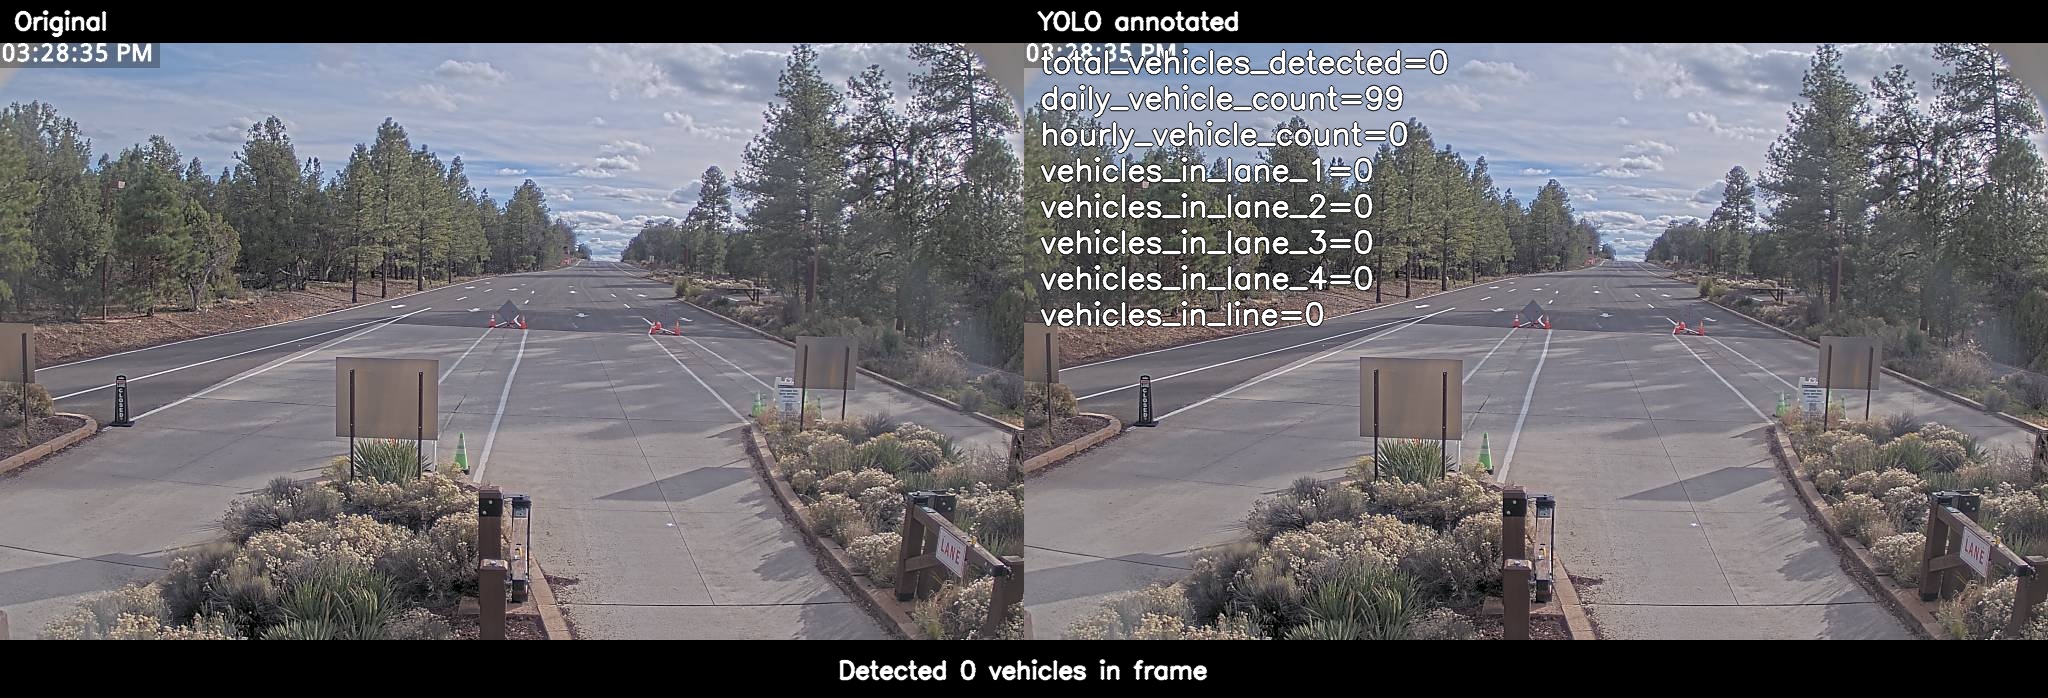 Original
YOLO annotated
03:28:35 PM
03:28:35 PM
total_vehicles_detected=0
daily_vehicle_count=99
hourly_vehicle_count=0
vehicles_in_lane_1=0
vehicles_in_lane_2=0
vehicles_in_lane_3=0
vehicles_in_lane_4=0
vehicles_in_line=0
CLOSED
LANE
LANE
Detected 0 vehicles in frame